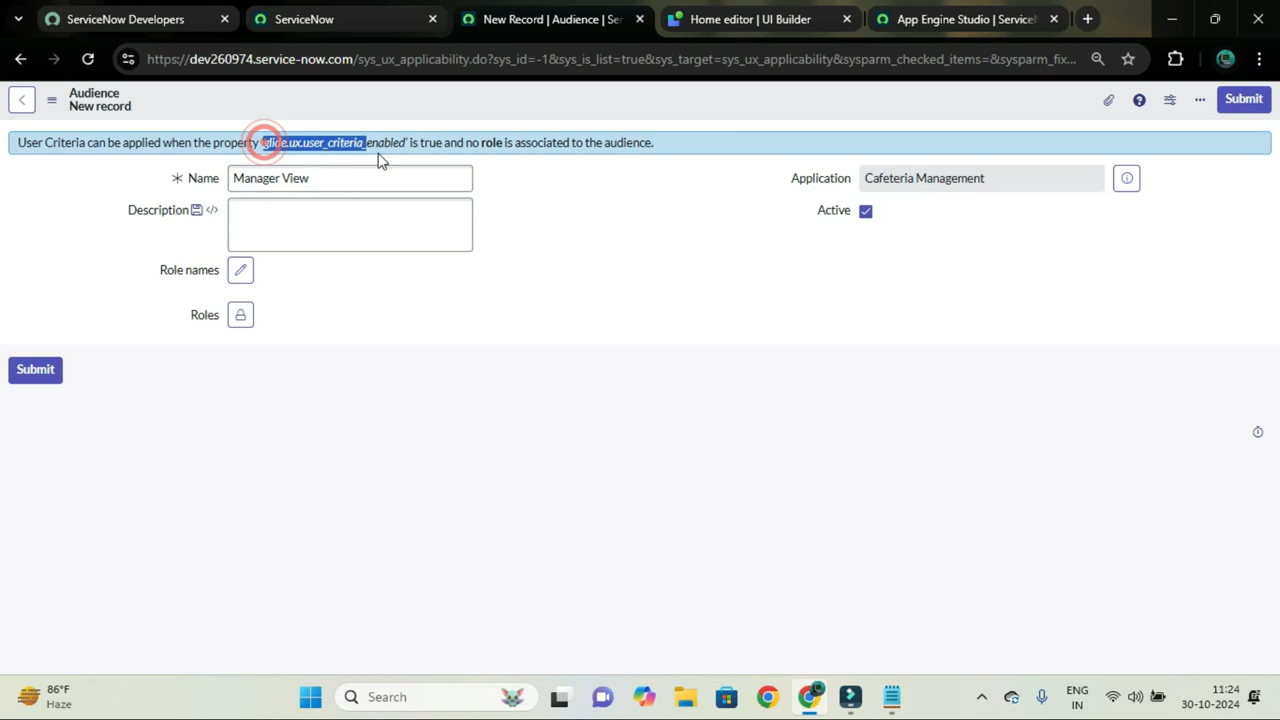 ServiceNow Developers
ServiceNow
New Record | Audience | Ser
Home editor | UI Builder
App Engine Studio | ServiceN
https://dev260974.service-now.com/sys_ux_applicability.do?sys_id=-1&sys_is_list=true&sys_target=sys_ux_applicability&sysparm_checked_items=&sysparm_fix...
Audience
New record
Submit
User Criteria can be applied when the property 'glide.ux.user_criteria_enabled' is true and no role is associated to the audience.
Name
Manager View
Application
Cafeteria Management
Description
Active
Role names
Roles
Submit
86°F
Haze
Search
ENG
IN
11:24
30-10-2024